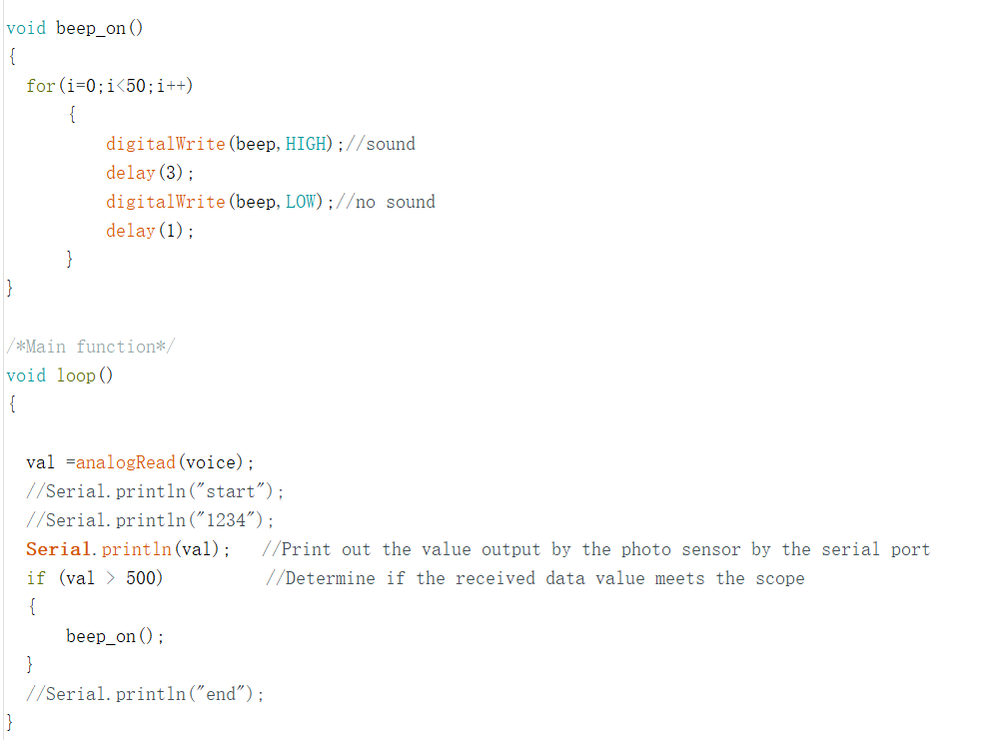 void beep_on()
{
for(i=0;i<50;i++)
{
digitalWrite(beep,HIGH);//sound
delay(3);
digitalWrite(beep,LOW);//no sound
delay(1);
}
}
/*Main function*/
void loop()
{
val =analogRead(voice);
//Serial.println("start");
//Serial.println("1234");
Serial.println(val);   //Print out the value output by the photo sensor by the serial port
if (val > 500)          //Determine if the received data value meets the scope
{
beep_on();
}
//Serial.println("end");
}